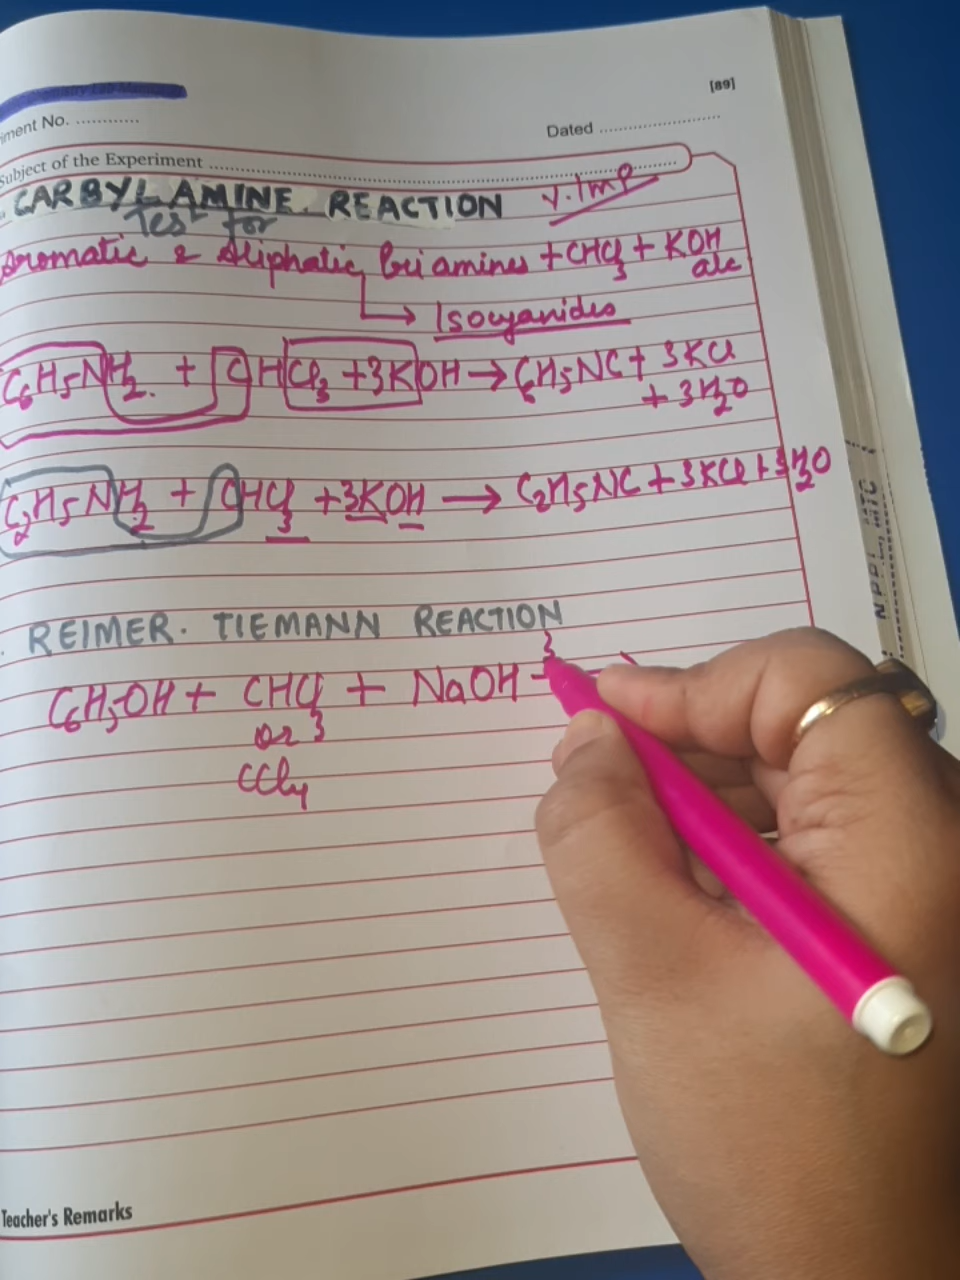 [89]
iment No. ............
Dated ..............................
Subject of the Experiment ..............................
CARBYLAMINE. REACTION V.Imp
Test for
Aromatic & Aliphatic pri amines + CHCl3 + KOH alc
→ Isocyanides
C6H5NH2 + CHCl3 + 3KOH → C6H5NC + 3KCl
+ 3H2O
C2H5NH2 + CHCl3 + 3KOH → C2H5NC + 3KCl + 3H2O
REIMER. TIEMANN REACTION
C6H5OH + CHCl3 + NaOH
or
CCl4
Teacher's Remarks